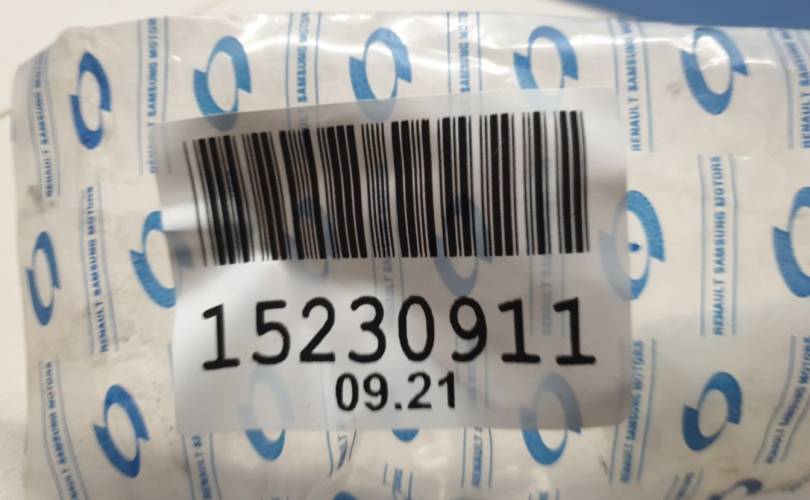 RENAULT SAMSUNG MOTORS
15230911
09.21